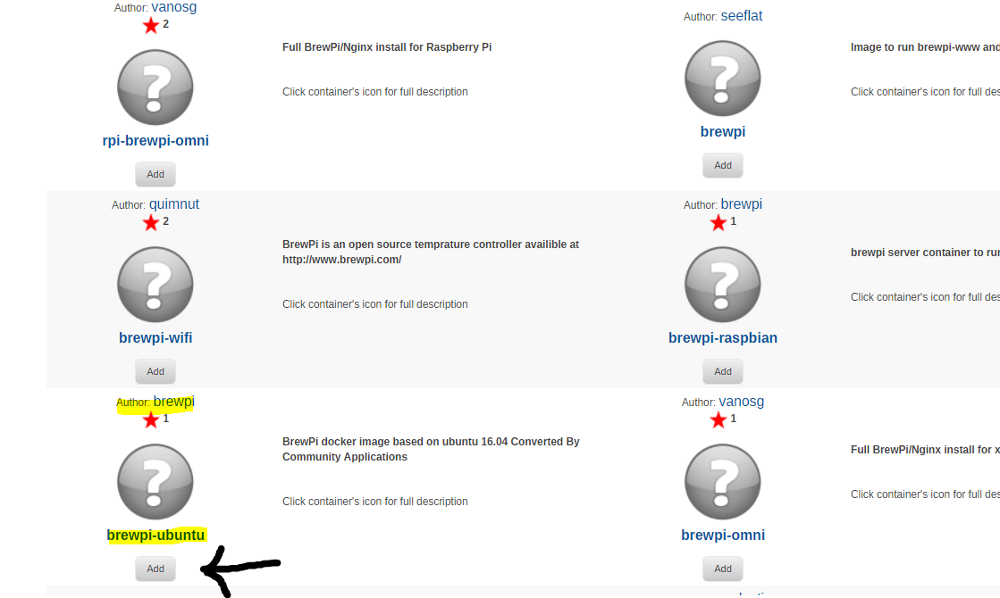 Author: vanosg
2
Full BrewPi/Nginx install for Raspberry Pi
Click container's icon for full description
rpi-brewpi-omni
Add
Author: seeflat
Image to run brewpi-www and
Click container's icon for full des
brewpi
Add
Author: quimnut
2
BrewPi is an open source temprature controller availible at
http://www.brewpi.com/
Click container's icon for full description
brewpi-wifi
Add
Author: brewpi
1
brewpi server container to ru
Click container's icon for full des
brewpi-raspbian
Add
Author: brewpi
1
BrewPi docker image based on ubuntu 16.04 Converted By
Community Applications
Click container's icon for full description
brewpi-ubuntu
Add
Author: vanosg
1
Full BrewPi/Nginx install for x
Click container's icon for full des
brewpi-omni
Add